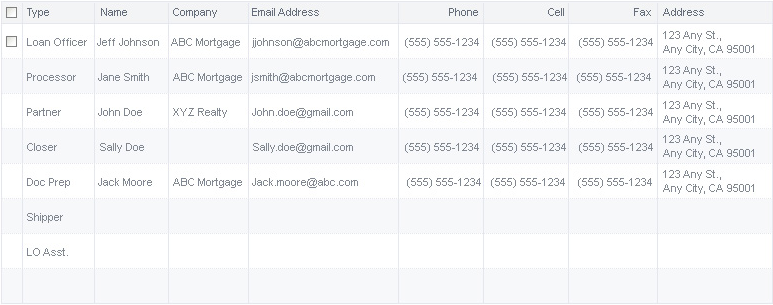 Type Name Company Email Address Phone Cell Fax Address
Loan Officer Jeff Johnson ABC Mortgage jjohnson@abcmortgage.com (555) 555-1234 (555) 555-1234 (555) 555-1234 123 Any St.,
Any City, CA 95001
Processor Jane Smith ABC Mortgage jsmith@abcmortgage.com (555) 555-1234 (555) 555-1234 (555) 555-1234 123 Any St.,
Any City, CA 95001
Partner John Doe XYZ Realty John.doe@gmail.com (555) 555-1234 (555) 555-1234 (555) 555-1234 123 Any St.,
Any City, CA 95001
Closer Sally Doe Sally.doe@gmail.com (555) 555-1234 (555) 555-1234 (555) 555-1234 123 Any St.,
Any City, CA 95001
Doc Prep Jack Moore ABC Mortgage Jack.moore@abc.com (555) 555-1234 (555) 555-1234 (555) 555-1234 123 Any St.,
Any City, CA 95001
Shipper
LO Asst.